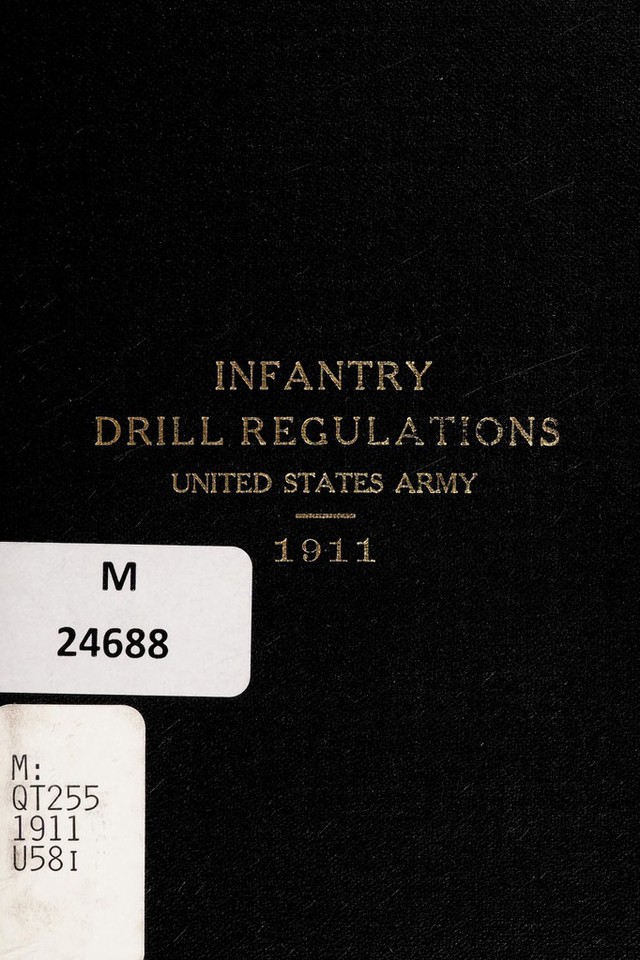 INFANTRY
DRILL REGULATIONS
UNITED STATES ARMY
1911
M
24688
M:
QT255
1911
U58I